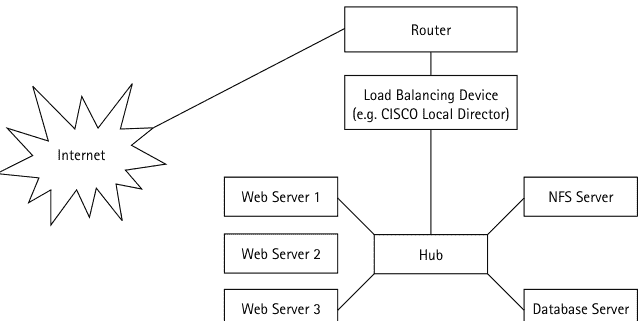 Router
Load Balancing Device
(e.g. CISCO Local Director)
Internet
Web Server 1
NFS Server
Web Server 2
Hub
Web Server 3
Database Server